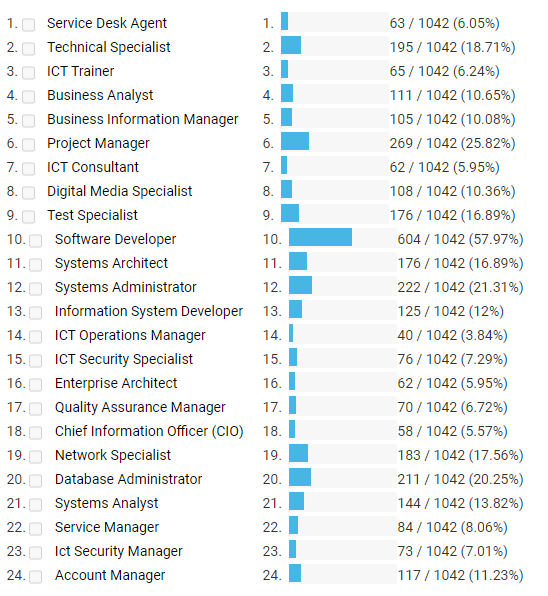 1. Service Desk Agent 1. 63 / 1042 (6.05%)
2. Technical Specialist 2. 195 / 1042 (18.71%)
3. ICT Trainer 3. 65 / 1042 (6.24%)
4. Business Analyst 4. 111 / 1042 (10.65%)
5. Business Information Manager 5. 105 / 1042 (10.08%)
6. Project Manager 6. 269 / 1042 (25.82%)
7. ICT Consultant 7. 62 / 1042 (5.95%)
8. Digital Media Specialist 8. 108 / 1042 (10.36%)
9. Test Specialist 9. 176 / 1042 (16.89%)
10. Software Developer 10. 604 / 1042 (57.97%)
11. Systems Architect 11. 176 / 1042 (16.89%)
12. Systems Administrator 12. 222 / 1042 (21.31%)
13. Information System Developer 13. 125 / 1042 (12%)
14. ICT Operations Manager 14. 40 / 1042 (3.84%)
15. ICT Security Specialist 15. 76 / 1042 (7.29%)
16. Enterprise Architect 16. 62 / 1042 (5.95%)
17. Quality Assurance Manager 17. 70 / 1042 (6.72%)
18. Chief Information Officer (CIO) 18. 58 / 1042 (5.57%)
19. Network Specialist 19. 183 / 1042 (17.56%)
20. Database Administrator 20. 211 / 1042 (20.25%)
21. Systems Analyst 21. 144 / 1042 (13.82%)
22. Service Manager 22. 84 / 1042 (8.06%)
23. Ict Security Manager 23. 73 / 1042 (7.01%)
24. Account Manager 24. 117 / 1042 (11.23%)